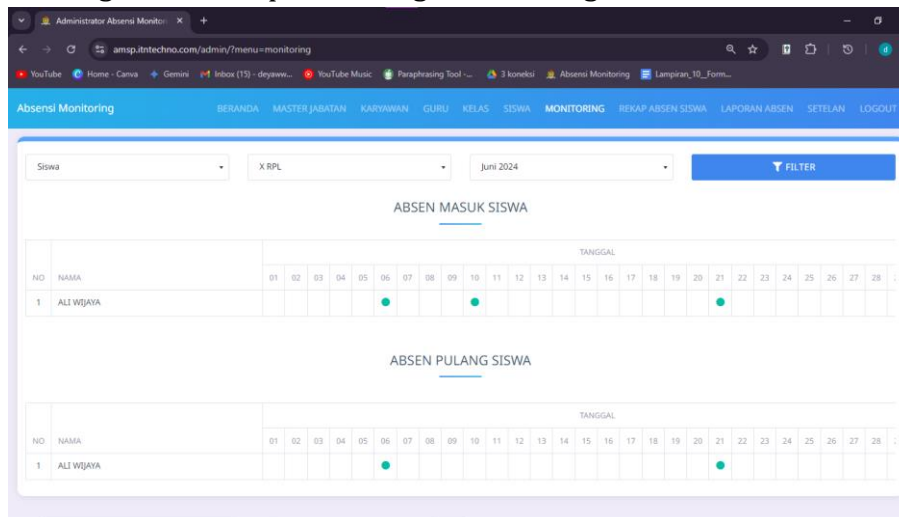 Administrator Absensi Monitori
amsp.itntechno.com/admin/?menu=monitoring
YouTube Home - Canva Gemini Inbox (15) - deyaww... YouTube Music Paraphrasing Tool -... 3 koneksi Absensi Monitoring Lampiran_10_Form...
Absensi Monitoring BERANDA MASTER JABATAN KARYAWAN GURU KELAS SISWA MONITORING REKAP ABSEN SISWA LAPORAN ABSEN SETELAN LOGOUT
Siswa X RPL Juni 2024 FILTER
ABSEN MASUK SISWA
TANGGAL
NO NAMA 01 02 03 04 05 06 07 08 09 10 11 12 13 14 15 16 17 18 19 20 21 22 23 24 25 26 27 28
1 ALI WIJAYA
ABSEN PULANG SISWA
TANGGAL
NO NAMA 01 02 03 04 05 06 07 08 09 10 11 12 13 14 15 16 17 18 19 20 21 22 23 24 25 26 27 28
1 ALI WIJAYA